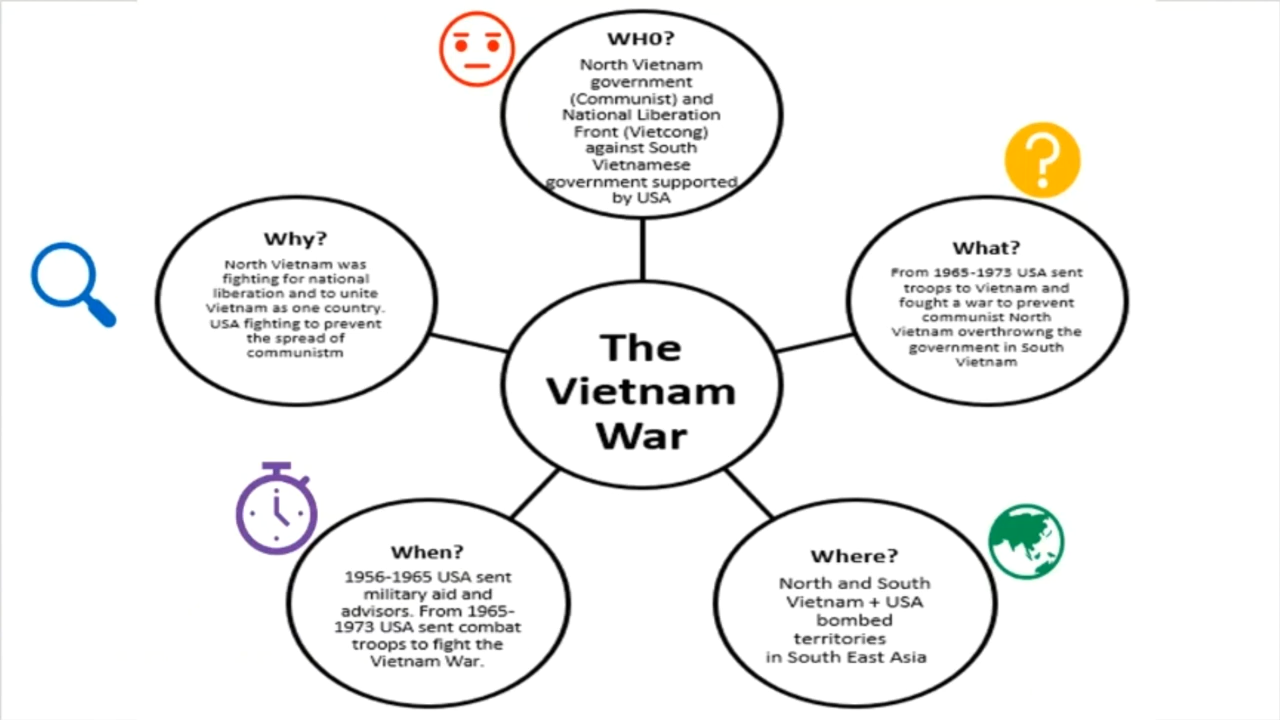 WHO?
North Vietnam
government
(Communist) and
National Liberation
Front (Vietcong)
against South
Vietnamese
government supported
by USA
?
Why?
North Vietnam was
fighting for national
liberation and to unite
Vietnam as one country.
USA fighting to prevent
the spread of
communistm
What?
From 1965-1973 USA sent
troops to Vietnam and
fought a war to prevent
communist North
Vietnam overthrowng the
government in South
Vietnam
The
Vietnam
War
When?
1956-1965 USA sent
military aid and
advisors. From 1965-
1973 USA sent combat
troops to fight the
Vietnam War.
Where?
North and South
Vietnam + USA
bombed
territories
in South East Asia